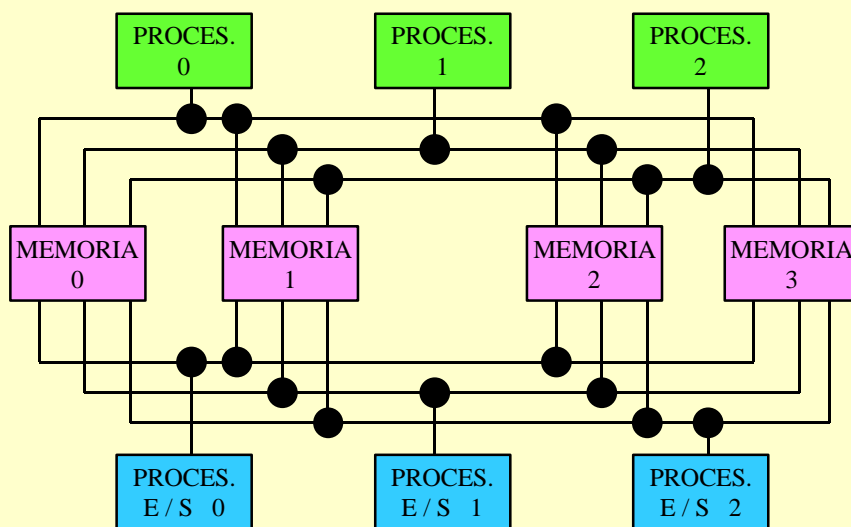 PROCES.
0
PROCES.
1
PROCES.
2
MEMORIA
0
MEMORIA
1
MEMORIA
2
MEMORIA
3
PROCES.
E / S 0
PROCES.
E / S 1
PROCES.
E / S 2